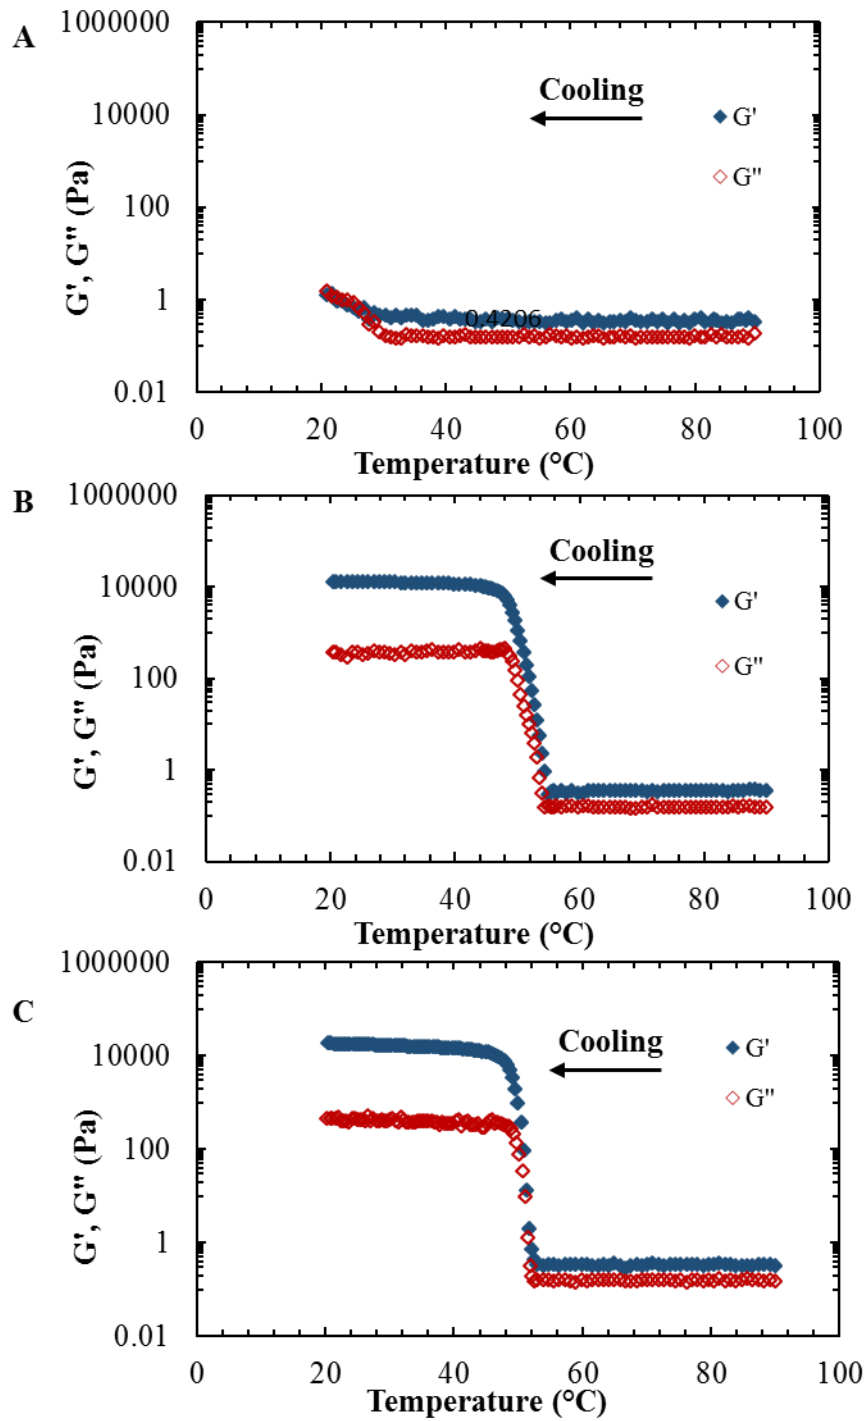 A
1000000
10000
100
1
0.01
G', G" (Pa)
Cooling
G'
G"
0.4206
0 20 40 60 80 100
Temperature (°C)
B
1000000
10000
100
1
0.01
G', G" (Pa)
Cooling
G'
G"
0 20 40 60 80 100
Temperature (°C)
C
1000000
10000
100
1
0.01
G', G" (Pa)
Cooling
G'
G"
0 20 40 60 80 100
Temperature (°C)